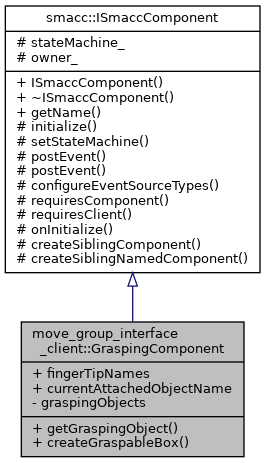 smacc::ISmaccComponent
# stateMachine_
# owner_
+ ISmaccComponent()
+ ~ISmaccComponent()
+ getName()
# initialize()
# setStateMachine()
# postEvent()
# postEvent()
# configureEventSourceTypes()
# requiresComponent()
# requiresClient()
# onInitialize()
# createSiblingComponent()
# createSiblingNamedComponent()
move_group_interface
_client::GraspingComponent
+ fingerTipNames
+ currentAttachedObjectName
- graspingObjects
+ getGraspingObject()
+ createGraspableBox()